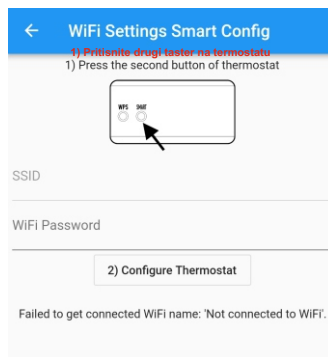 WiFi Settings Smart Config
1) Pritisnite drugi taster na termostatu
1) Press the second button of thermostat
WPS SMART
SSID
WiFi Password
2) Configure Thermostat
Failed to get connected WiFi name: 'Not connected to WiFi'.